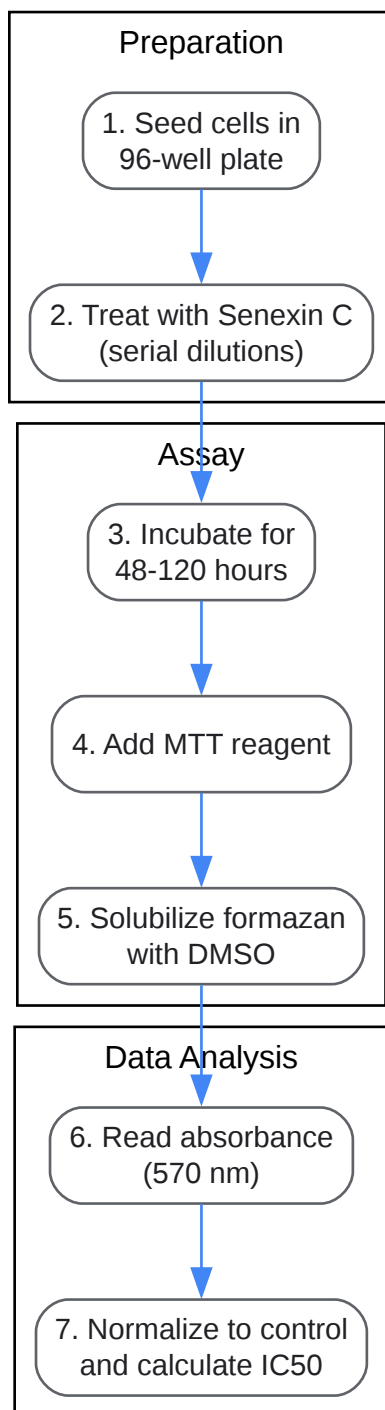 Preparation
1. Seed cells in
96-well plate
2. Treat with Senexin C
(serial dilutions)
Assay
3. Incubate for
48-120 hours
4. Add MTT reagent
5. Solubilize formazan
with DMSO
Data Analysis
6. Read absorbance
(570 nm)
7. Normalize to control
and calculate IC50